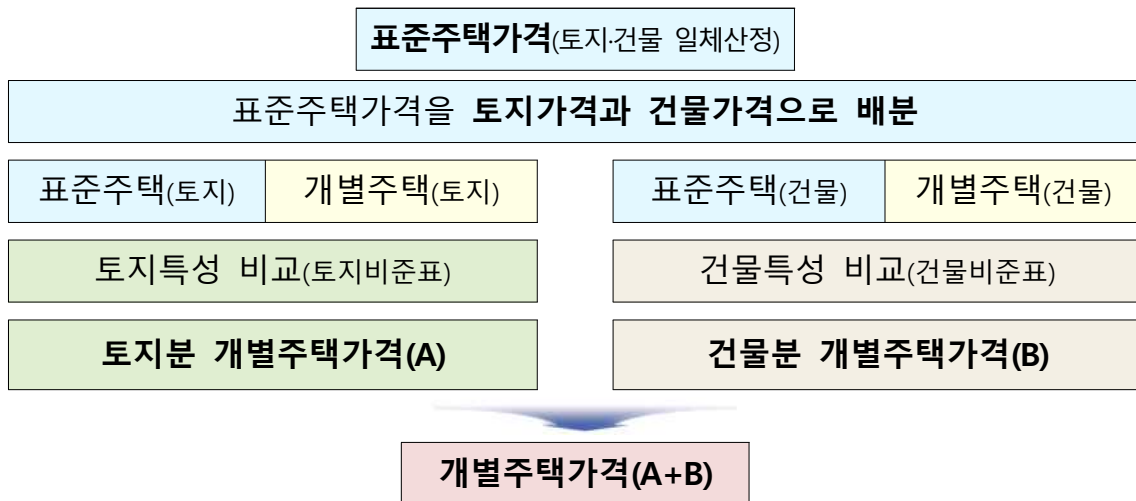 표준주택가격(토지·건물 일체산정)
표준주택가격을 토지가격과 건물가격으로 배분
표준주택(토지) 개별주택(토지) 표준주택(건물) 개별주택(건물)
토지특성 비교(토지비준표) 건물특성 비교(건물비준표)
토지분 개별주택가격(A) 건물분 개별주택가격(B)
개별주택가격(A+B)